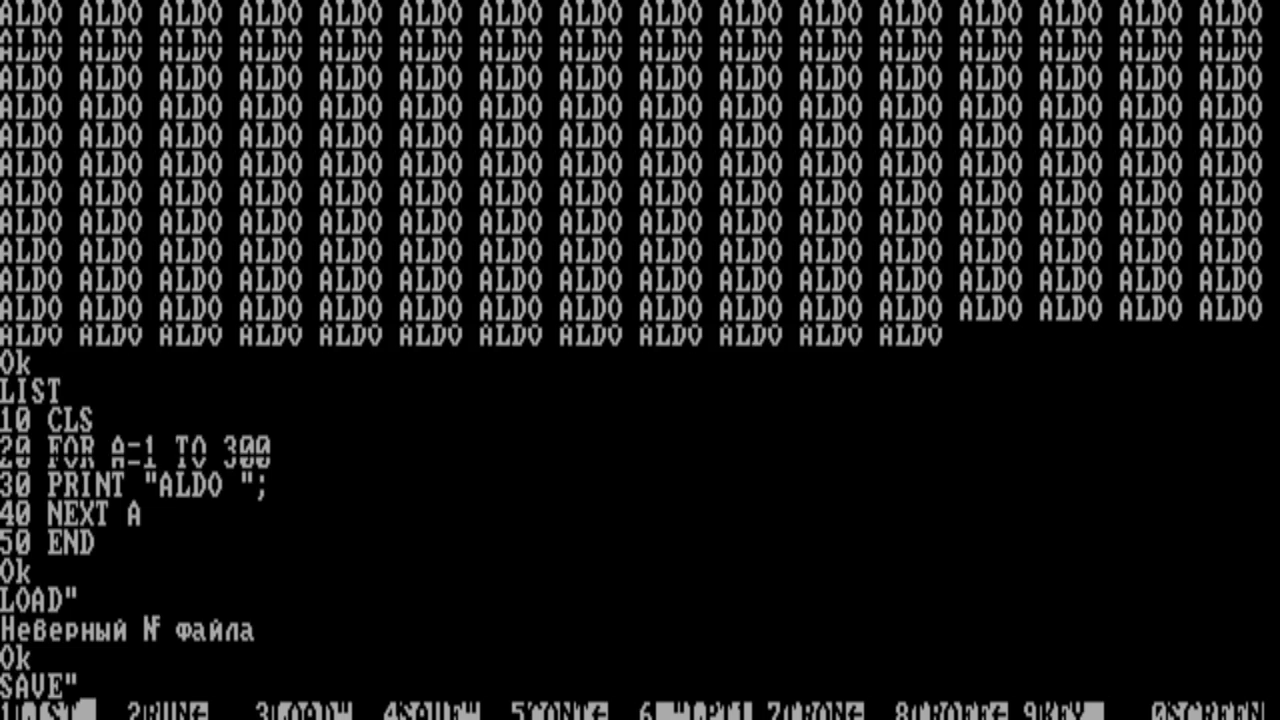 ALDO ALDO ALDO ALDO ALDO ALDO ALDO ALDO ALDO ALDO ALDO ALDO ALDO ALDO ALDO ALDO
ALDO ALDO ALDO ALDO ALDO ALDO ALDO ALDO ALDO ALDO ALDO ALDO ALDO ALDO ALDO ALDO
ALDO ALDO ALDO ALDO ALDO ALDO ALDO ALDO ALDO ALDO ALDO ALDO ALDO ALDO ALDO ALDO
ALDO ALDO ALDO ALDO ALDO ALDO ALDO ALDO ALDO ALDO ALDO ALDO ALDO ALDO ALDO ALDO
ALDO ALDO ALDO ALDO ALDO ALDO ALDO ALDO ALDO ALDO ALDO ALDO ALDO ALDO ALDO ALDO
ALDO ALDO ALDO ALDO ALDO ALDO ALDO ALDO ALDO ALDO ALDO ALDO ALDO ALDO ALDO ALDO
ALDO ALDO ALDO ALDO ALDO ALDO ALDO ALDO ALDO ALDO ALDO ALDO ALDO ALDO ALDO ALDO
ALDO ALDO ALDO ALDO ALDO ALDO ALDO ALDO ALDO ALDO ALDO ALDO ALDO ALDO ALDO ALDO
ALDO ALDO ALDO ALDO ALDO ALDO ALDO ALDO ALDO ALDO ALDO ALDO ALDO ALDO ALDO ALDO
ALDO ALDO ALDO ALDO ALDO ALDO ALDO ALDO ALDO ALDO ALDO ALDO ALDO ALDO ALDO ALDO
ALDO ALDO ALDO ALDO ALDO ALDO ALDO ALDO ALDO ALDO ALDO ALDO ALDO ALDO ALDO ALDO
ALDO ALDO ALDO ALDO ALDO ALDO ALDO ALDO ALDO ALDO ALDO ALDO
Ok
LIST
10 CLS
20 FOR A=1 TO 300
30 PRINT "ALDO ";
40 NEXT A
50 END
Ok
LOAD"
Неверный № файла
Ok
SAVE"
1LIST 2RUN← 3LOAD" 4SAVE" 5CONT← 6,"LPT1 7TRON← 8TROFF← 9KEY 0SCREEN